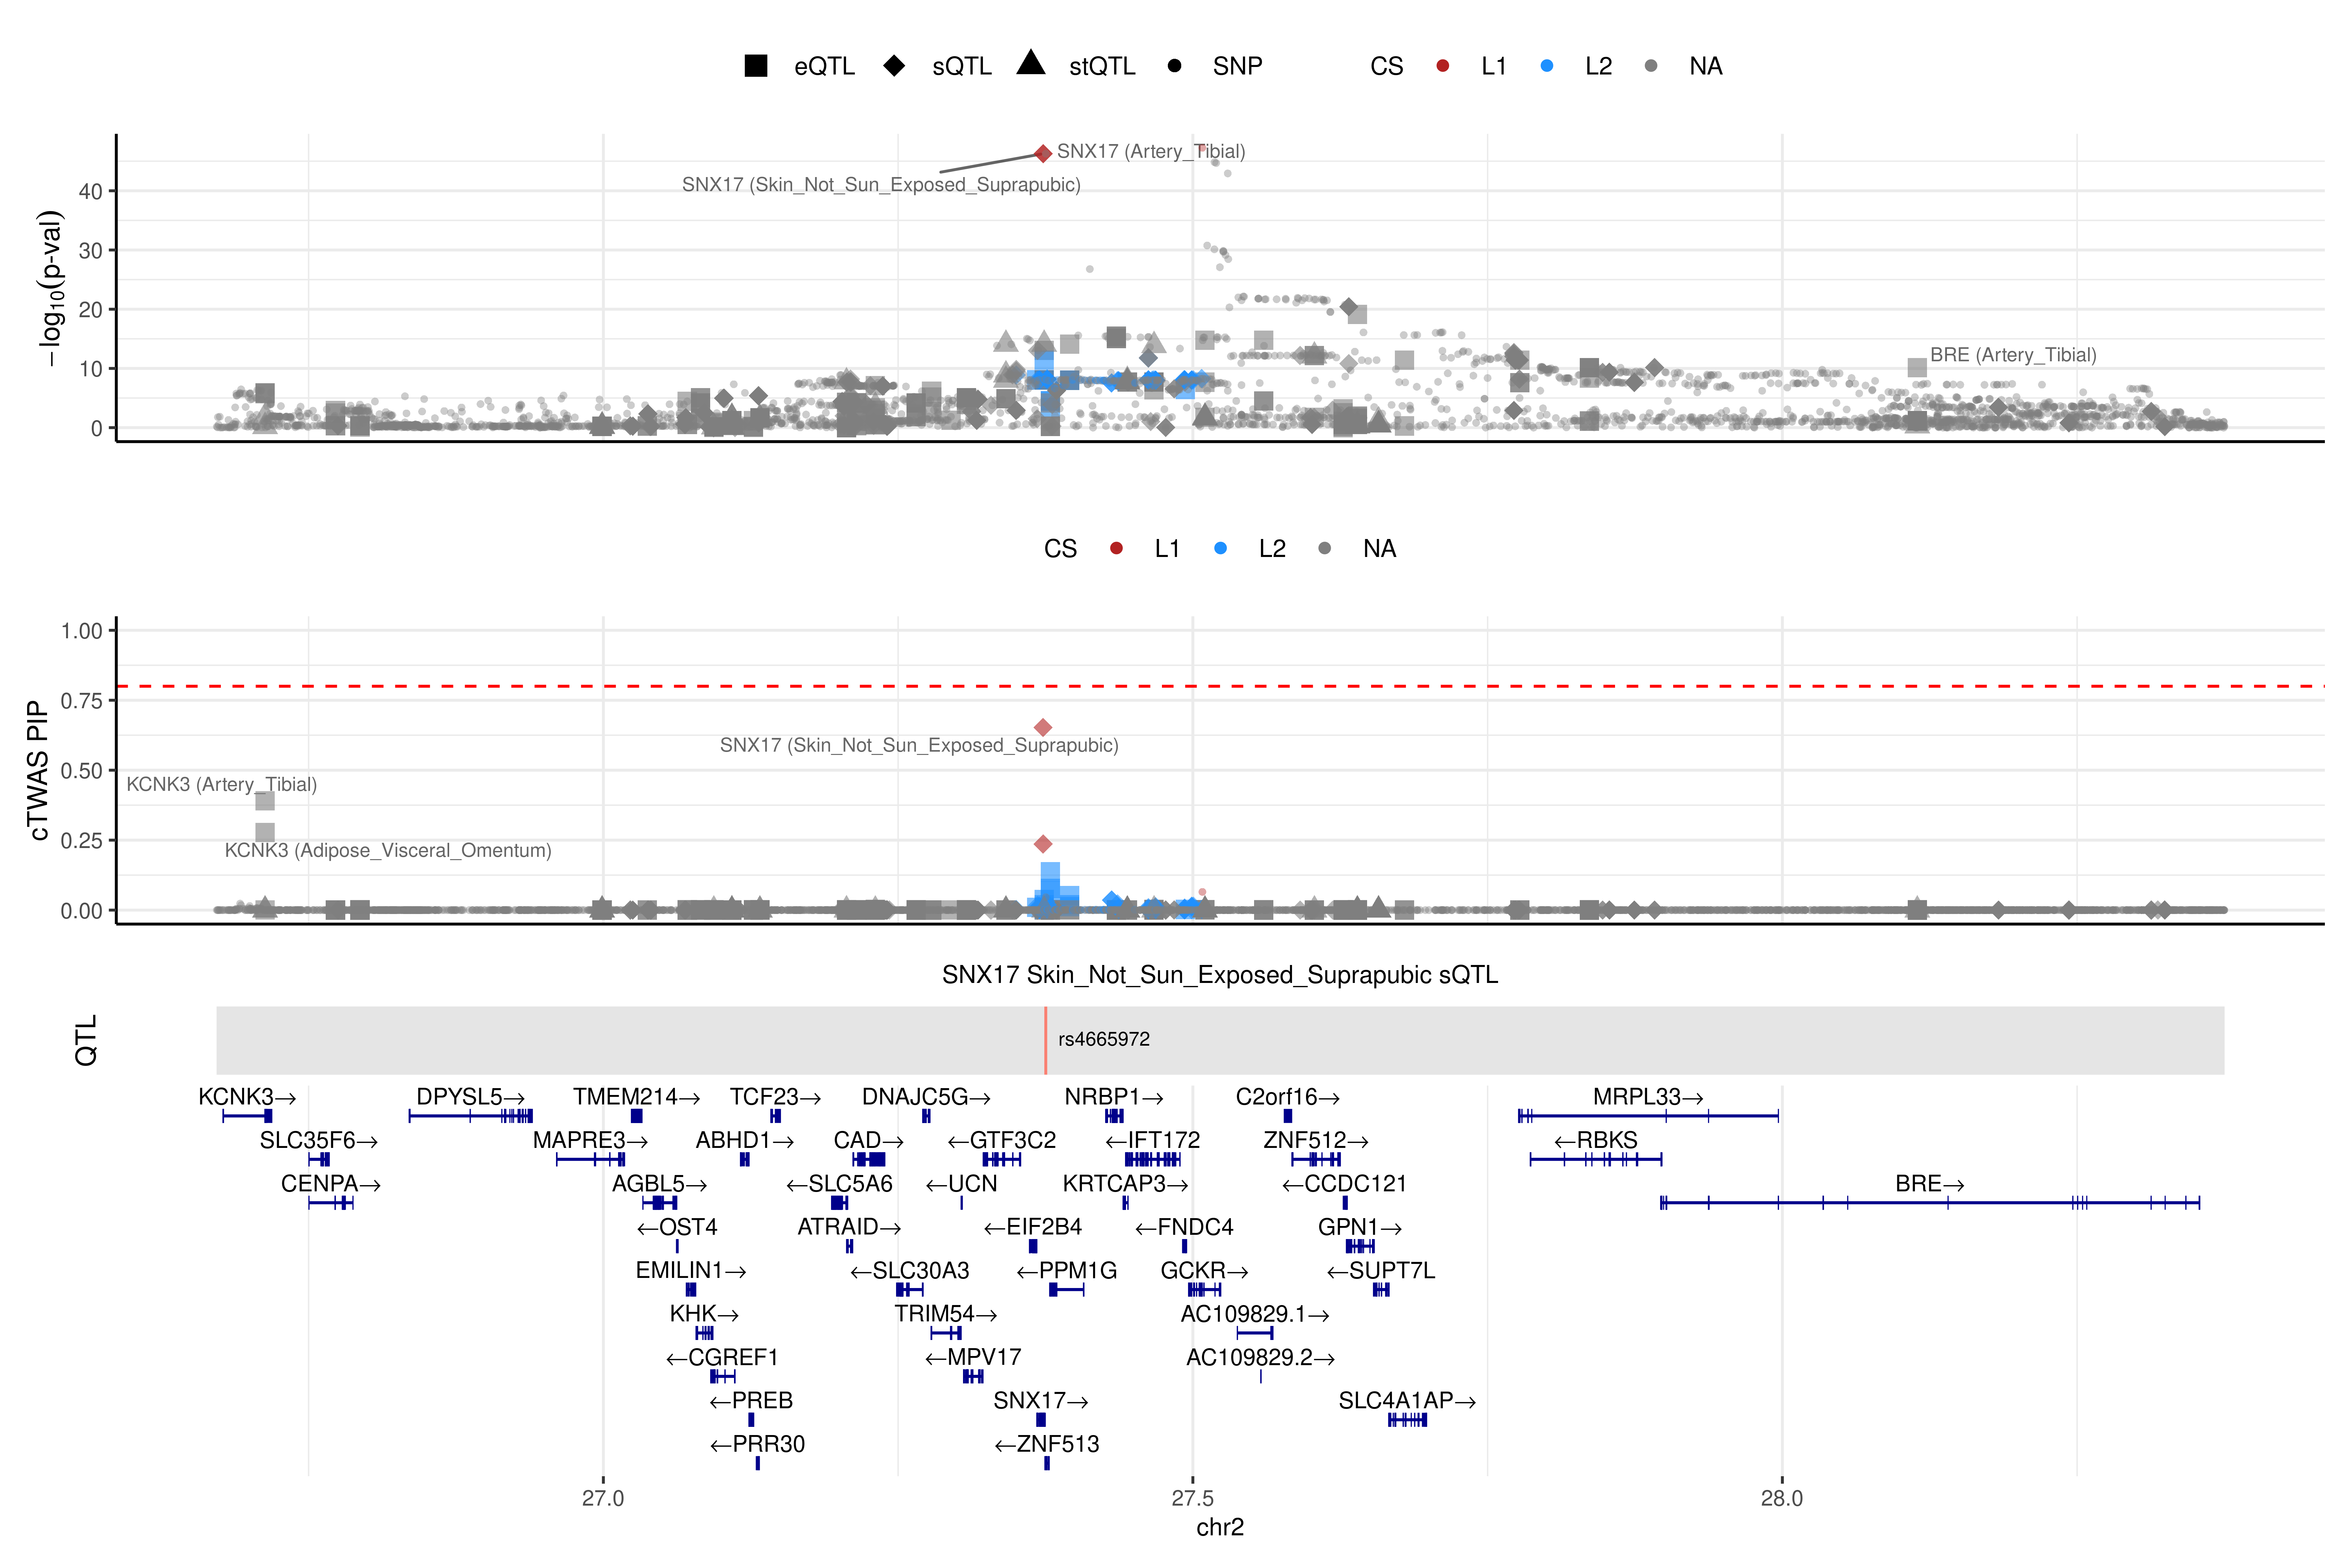 eQTL sQTL stQTL SNP CS L1 L2 NA
−log10(p-val)
40
30
20
10
0
SNX17 (Artery_Tibial)
SNX17 (Skin_Not_Sun_Exposed_Suprapubic)
BRE (Artery_Tibial)
CS L1 L2 NA
cTWAS PIP
1.00
0.75
0.50
0.25
0.00
SNX17 (Skin_Not_Sun_Exposed_Suprapubic)
KCNK3 (Artery_Tibial)
KCNK3 (Adipose_Visceral_Omentum)
SNX17 Skin_Not_Sun_Exposed_Suprapubic sQTL
QTL
rs4665972
KCNK3→ DPYSL5→ TMEM214→ TCF23→ DNAJC5G→ NRBP1→ C2orf16→ MRPL33→
SLC35F6→ MAPRE3→ ABHD1→ CAD→ ←GTF3C2 ←IFT172 ZNF512→ ←RBKS
CENPA→ AGBL5→ ←SLC5A6 ←UCN KRTCAP3→ ←CCDC121 BRE→
←OST4 ATRAID→ ←EIF2B4 ←FNDC4 GPN1→
EMILIN1→ ←SLC30A3 ←PPM1G GCKR→ ←SUPT7L
KHK→ TRIM54→ AC109829.1→
←CGREF1 ←MPV17 AC109829.2→
←PREB SNX17→ SLC4A1AP→
←PRR30 ←ZNF513
27.0 27.5 28.0
chr2